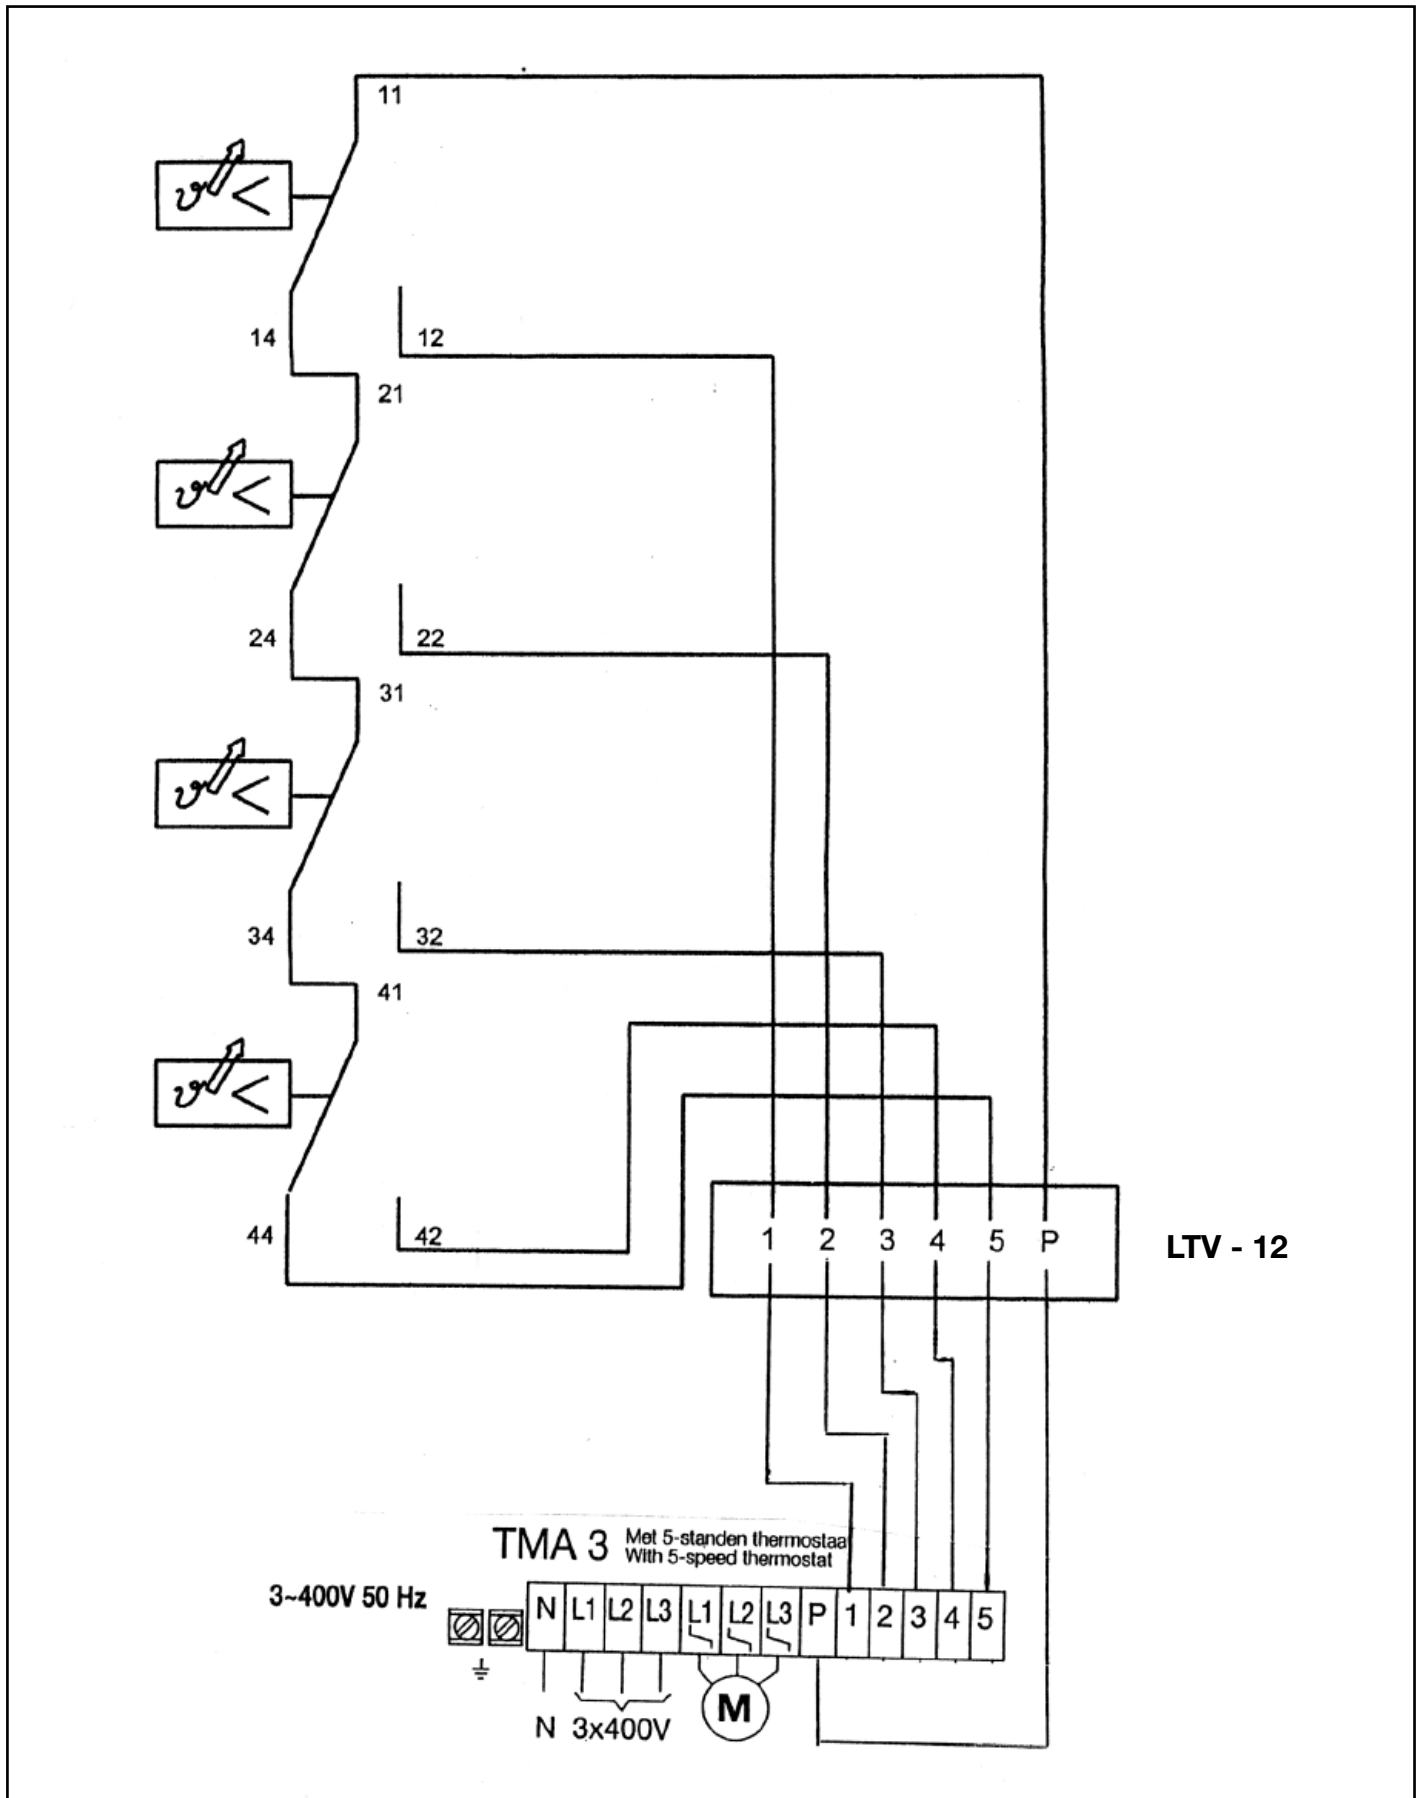 11
ϑ <
14
12
21
ϑ <
24
22
31
ϑ <
34
32
41
ϑ <
44
42
1 2 3 4 5 P
LTV - 12
TMA 3
Met 5-standen thermostaa
With 5-speed thermostat
3~400V 50 Hz
N L1 L2 L3 L1 L2 L3 P 1 2 3 4 5
N 3x400V
M